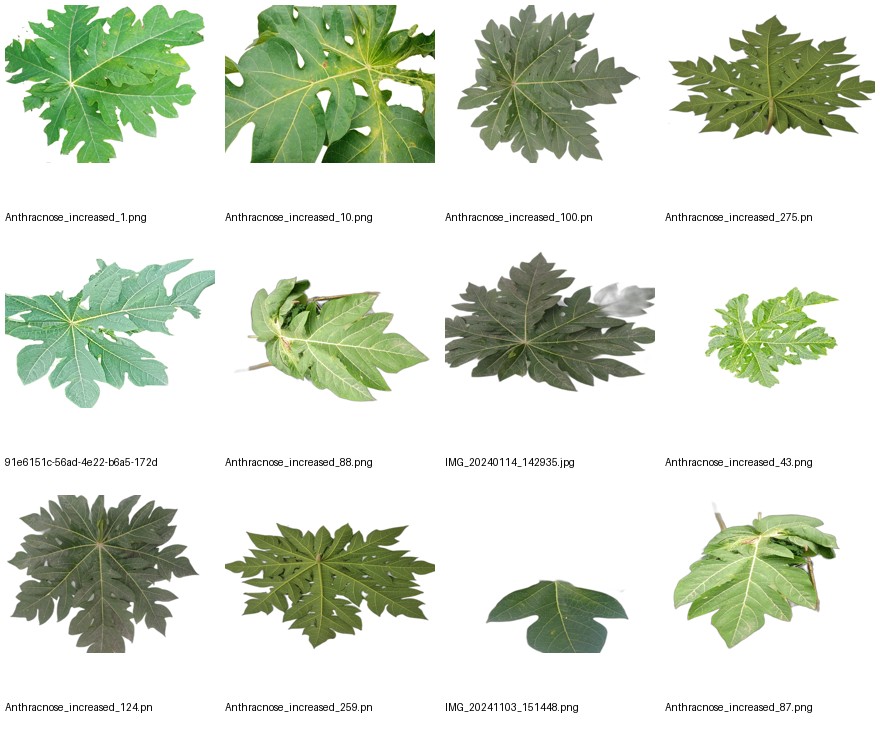 Anthracnose_increased_1.png
Anthracnose_increased_10.png
Anthracnose_increased_100.pn
Anthracnose_increased_275.pn
91e6151c-56ad-4e22-b6a5-172d
Anthracnose_increased_88.png
IMG_20240114_142935.jpg
Anthracnose_increased_43.png
Anthracnose_increased_124.pn
Anthracnose_increased_259.pn
IMG_20241103_151448.png
Anthracnose_increased_87.png